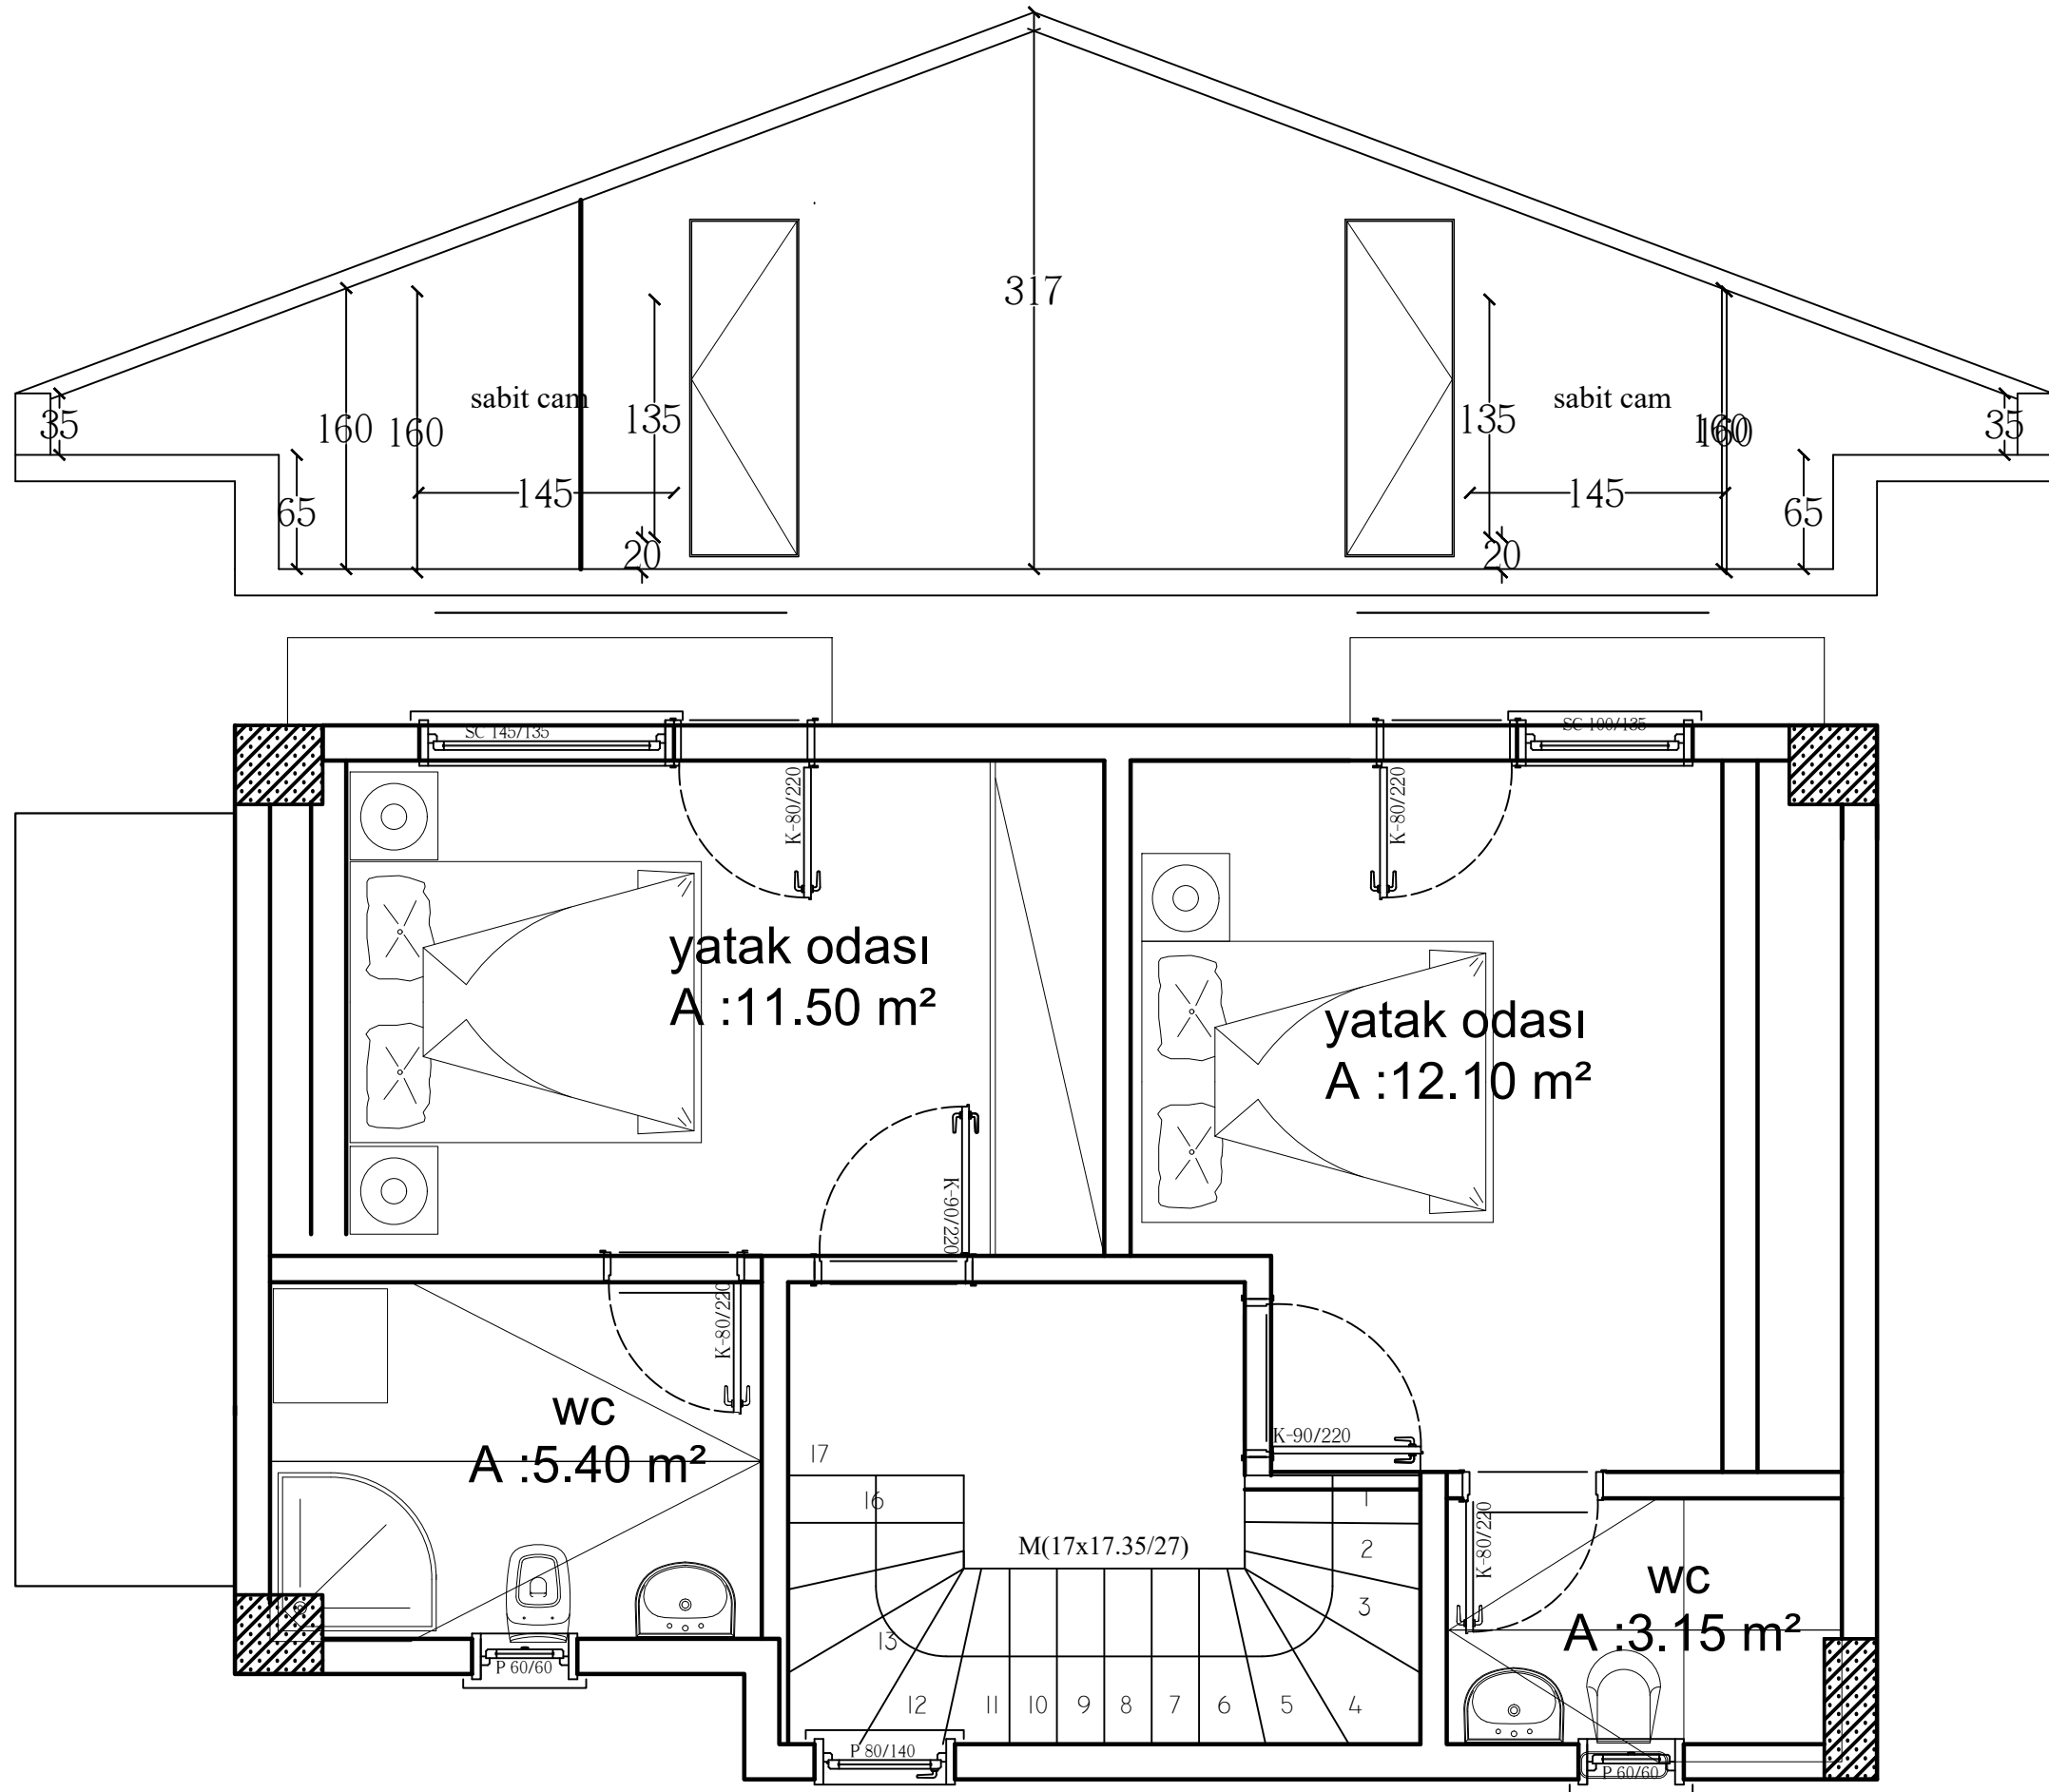 317
35
160
160
sabit cam
135
135
sabit cam
160
160
35
65
145
20
20
145
65
SC 145/135
SC 100/135
K-80/220
K-80/220
yatak odası
A :11.50 m²
yatak odası
A :12.10 m²
K-90/220
K-80/220
wc
A :5.40 m²
K-90/220
17
16
1
2
M(17x17.35/27)
3
K-80/220
wc
A :3.15 m²
13
12
11
10
9
8
7
6
5
4
P 60/60
P 80/140
P 60/60